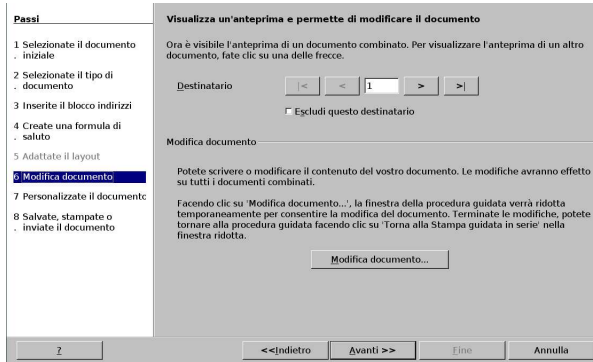 Passi
1 Selezionate il documento
. iniziale
2 Selezionate il tipo di
. documento
3 Inserite il blocco indirizzi
4 Create una formula di
. saluto
5 Adattate il layout
6 Modifica documento
7 Personalizzate il documentc
8 Salvate, stampate o
. inviate il documento
Visualizza un'anteprima e permette di modificare il documento
Ora è visibile l'anteprima di un documento combinato. Per visualizzare l'anteprima di un altro
documento, fate clic su una delle frecce.
Destinatario |< < 1 > >|
Escludi questo destinatario
Modifica documento
Potete scrivere o modificare il contenuto del vostro documento. Le modifiche avranno effetto
su tutti i documenti combinati.
Facendo clic su 'Modifica documento...', la finestra della procedura guidata verrà ridotta
temporaneamente per consentire la modifica del documento. Terminate le modifiche, potete
tornare alla procedura guidata facendo clic su 'Torna alla Stampa guidata in serie' nella
finestra ridotta.
Modifica documento...
? <<Indietro Avanti >> Fine Annulla